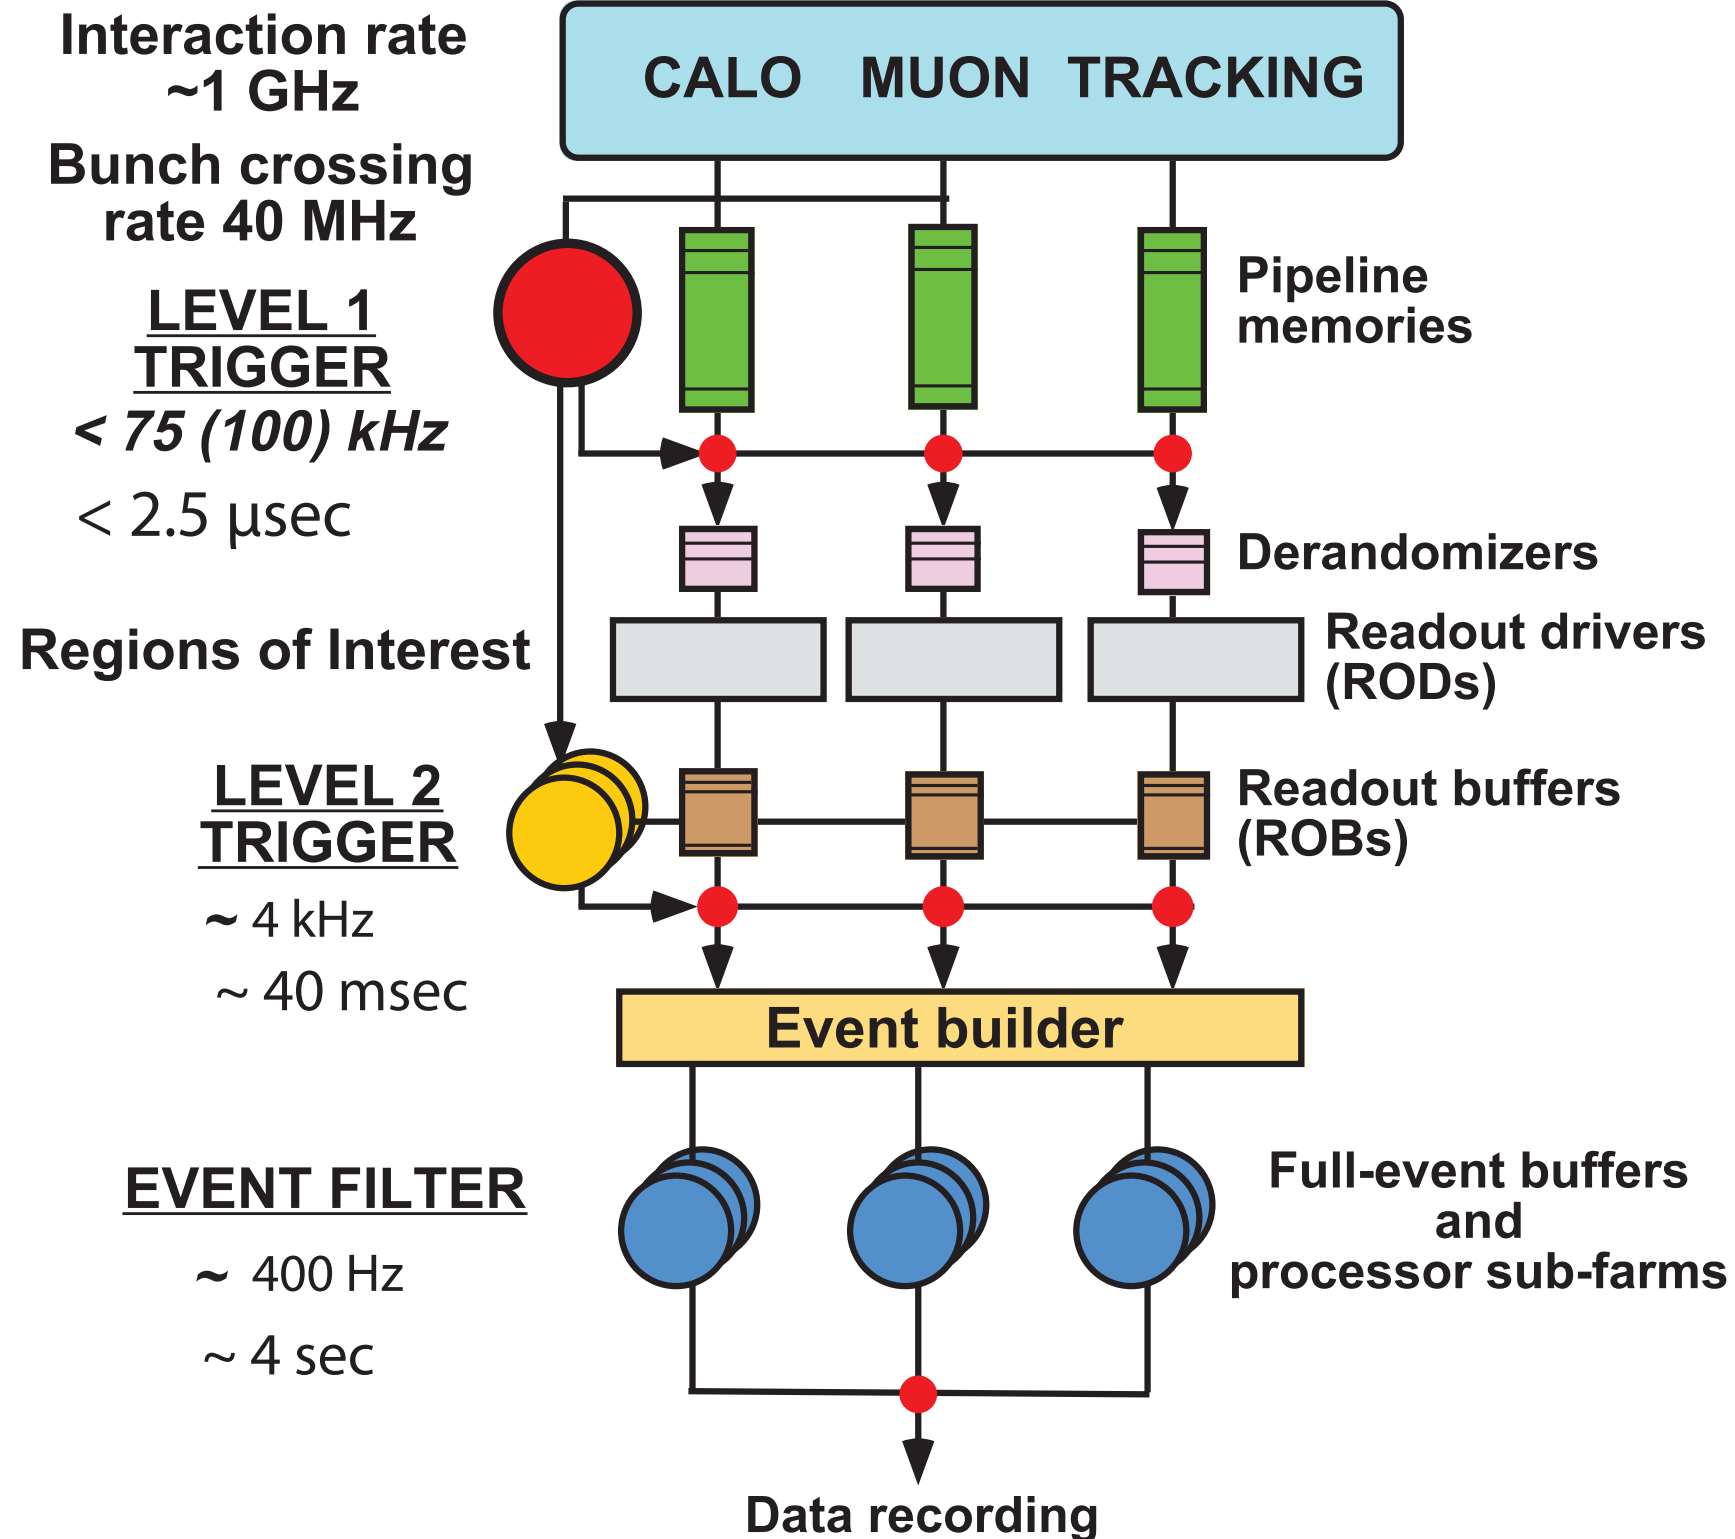 Interaction rate
~1 GHz
CALO MUON TRACKING
Bunch crossing
rate 40 MHz
LEVEL 1
TRIGGER
< 75 (100) kHz
< 2.5 µsec
Pipeline
memories
Derandomizers
Regions of Interest
Readout drivers
(RODs)
LEVEL 2
TRIGGER
~ 4 kHz
~ 40 msec
Readout buffers
(ROBs)
Event builder
EVENT FILTER
~ 400 Hz
~ 4 sec
Full-event buffers
and
processor sub-farms
Data recording